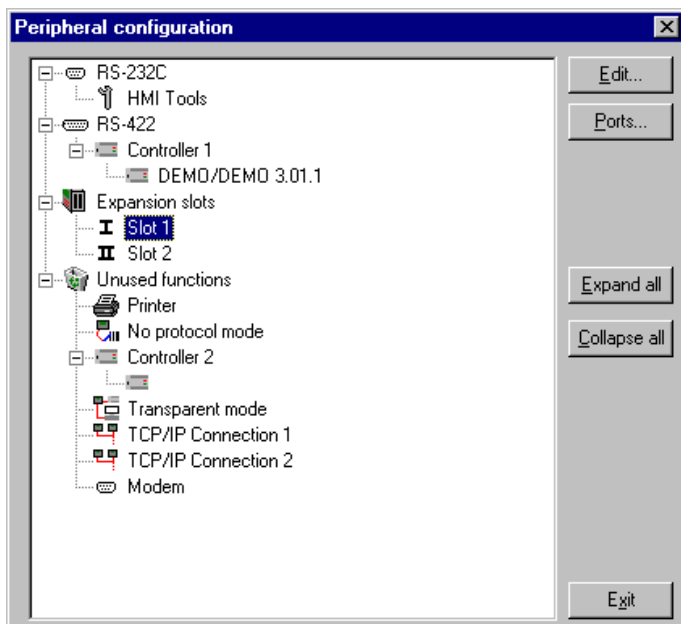 Peripheral configuration
RS-232C
HMI Tools
RS-422
Controller 1
DEMO/DEMO 3.01.1
Expansion slots
I Slot 1
II Slot 2
Unused functions
Printer
No protocol mode
Controller 2
Transparent mode
TCP/IP Connection 1
TCP/IP Connection 2
Modem
Edit...
Ports...
Expand all
Collapse all
Exit